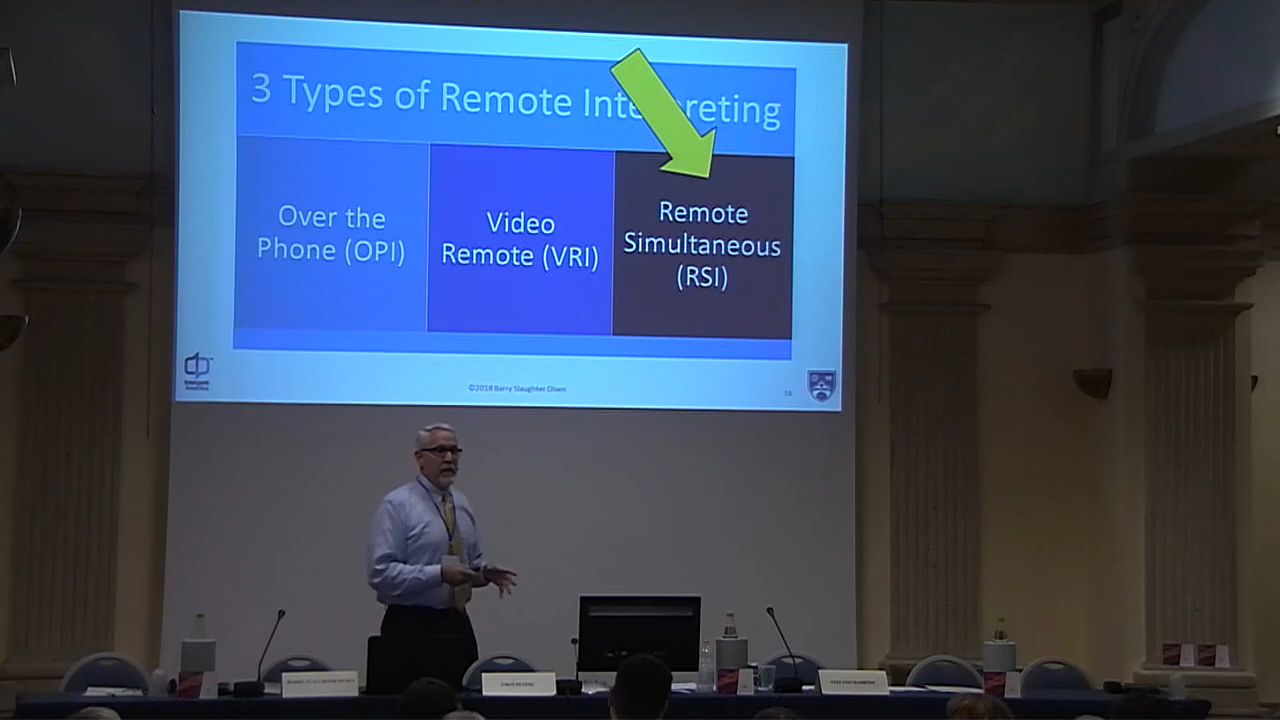 3 Types of Remote Interpreting
Over the
Phone (OPI)
Video
Remote (VRI)
Remote
Simultaneous
(RSI)
©2018 Barry Slaughter Olsen
16